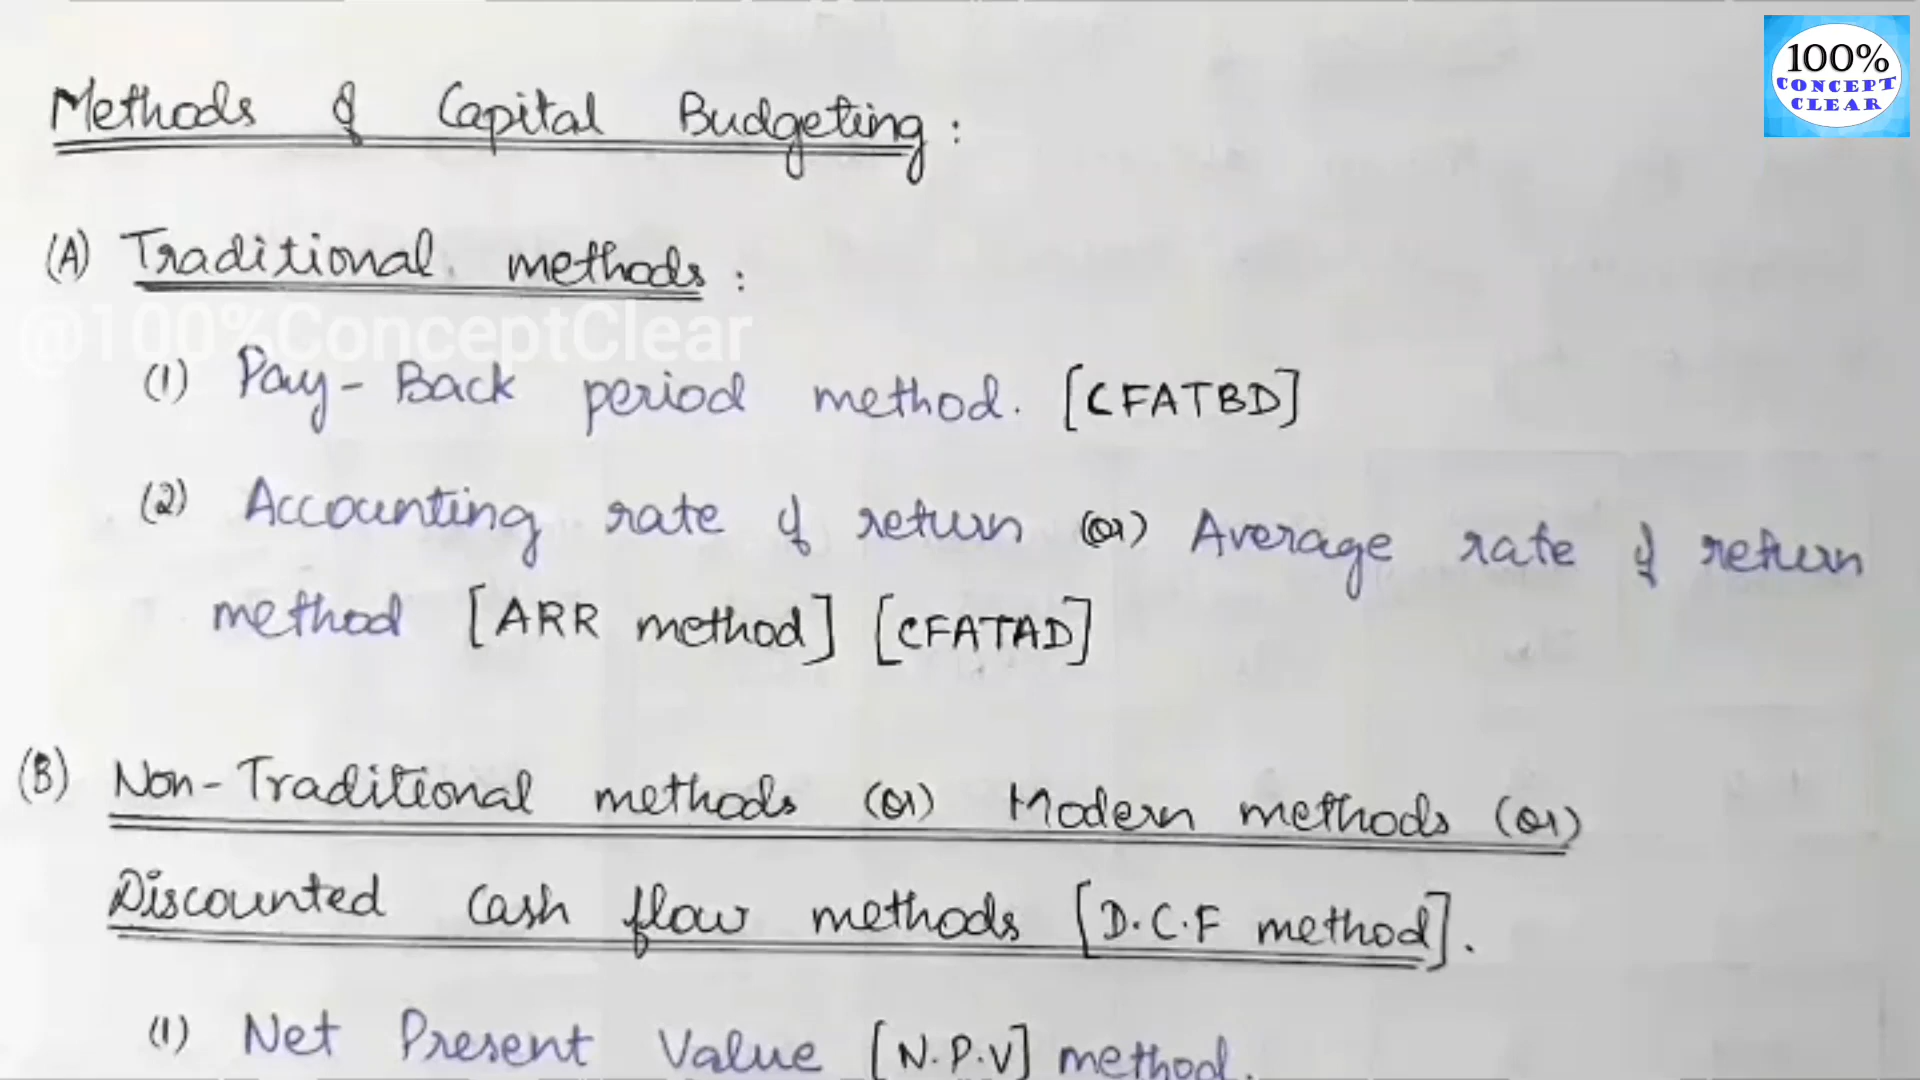 100%
CONCEPT
CLEAR
Methods of Capital Budgeting :
(A) Traditional methods :
@100%ConceptClear
(1) Pay-Back period method. [CFATBD]
(2) Accounting rate of return (or) Average rate of return
method [ARR method] [CFATAD]
(B) Non-Traditional methods (or) Modern methods (or)
Discounted Cash flow methods [D.C.F method].
(1) Net Present Value [N.P.V] method.